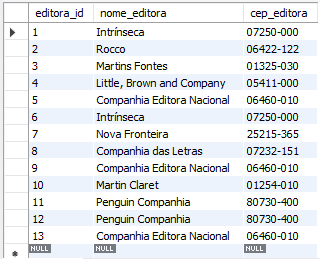 editora_id nome_editora cep_editora
1 Intrínseca 07250-000
2 Rocco 06422-122
3 Martins Fontes 01325-030
4 Little, Brown and Company 05411-000
5 Companhia Editora Nacional 06460-010
6 Intrínseca 07250-000
7 Nova Fronteira 25215-365
8 Companhia das Letras 07232-151
9 Companhia Editora Nacional 06460-010
10 Martin Claret 01254-010
11 Penguin Companhia 80730-400
12 Penguin Companhia 80730-400
13 Companhia Editora Nacional 06460-010
NULL NULL NULL